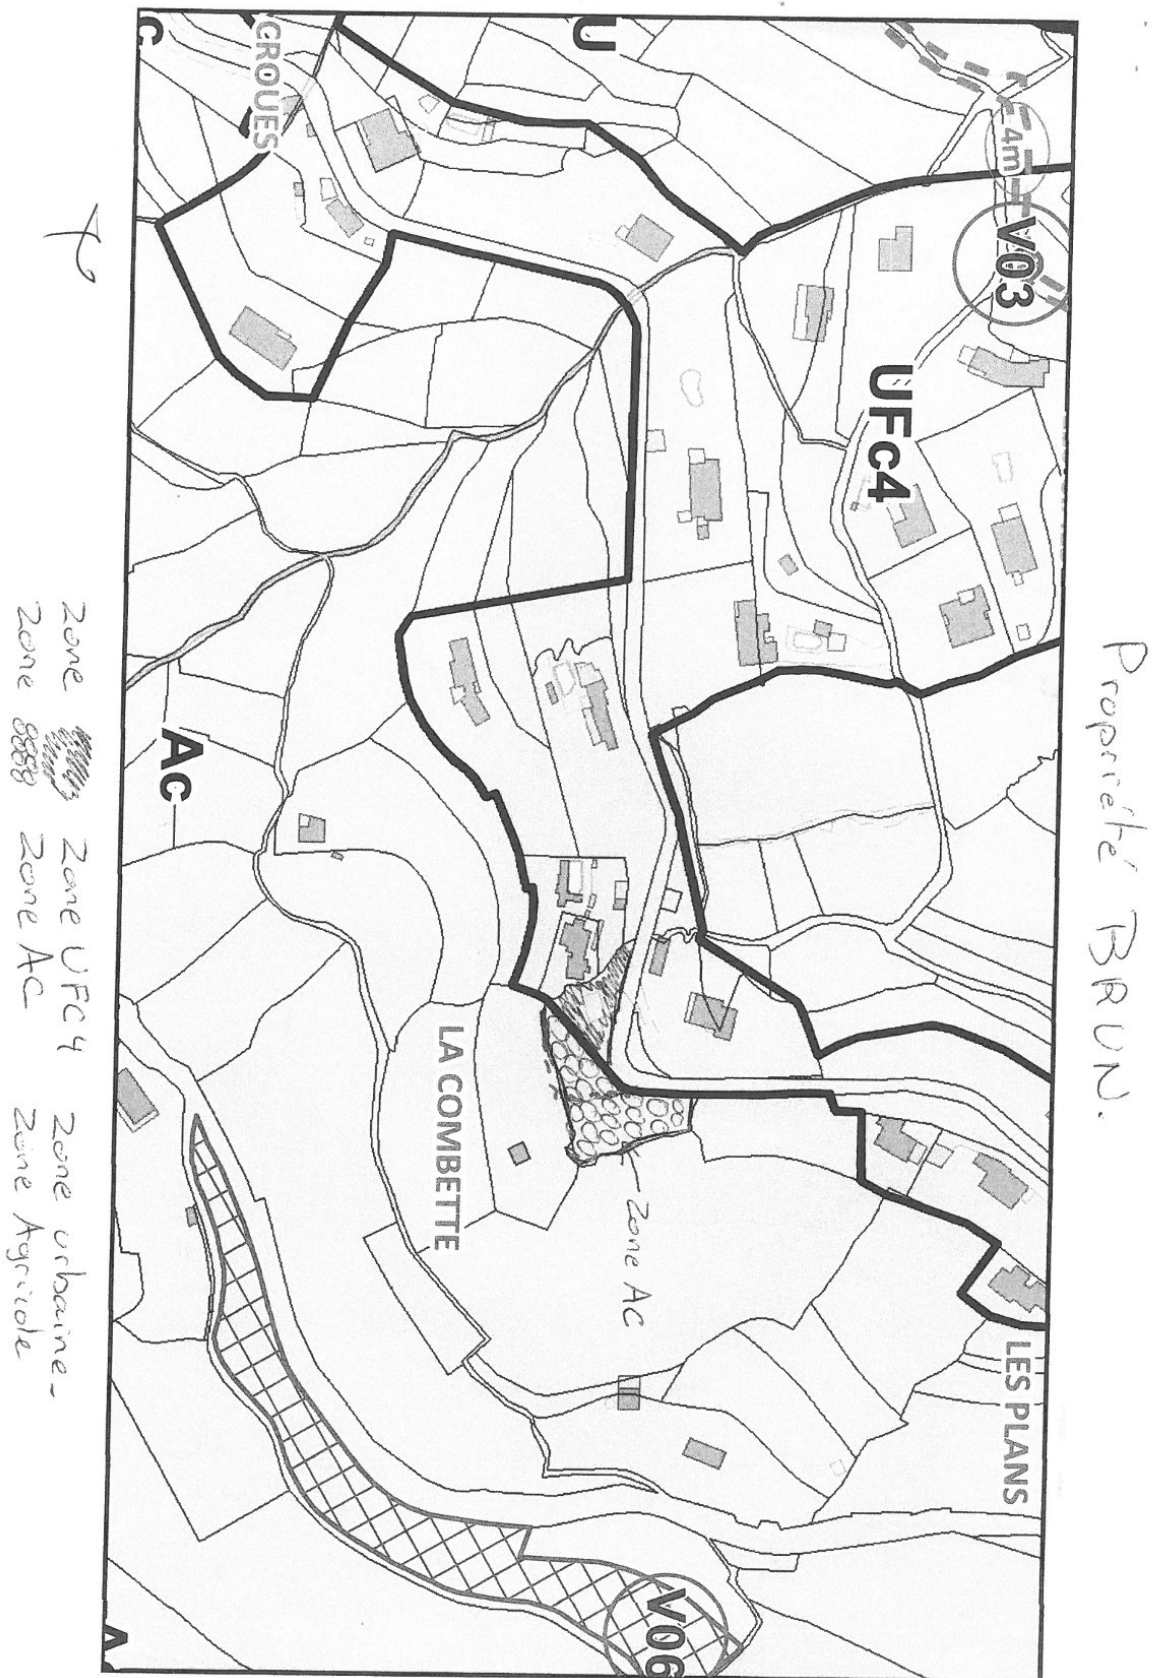 Propriété BRUN.
U
4m
V03
C
CROUES
UFc4
Ac
LA COMBETTE
Zone AC
LES PLANS
V06
Zone Zone UFC4 Zone urbaine-
Zone Zone AC Zone Agricole